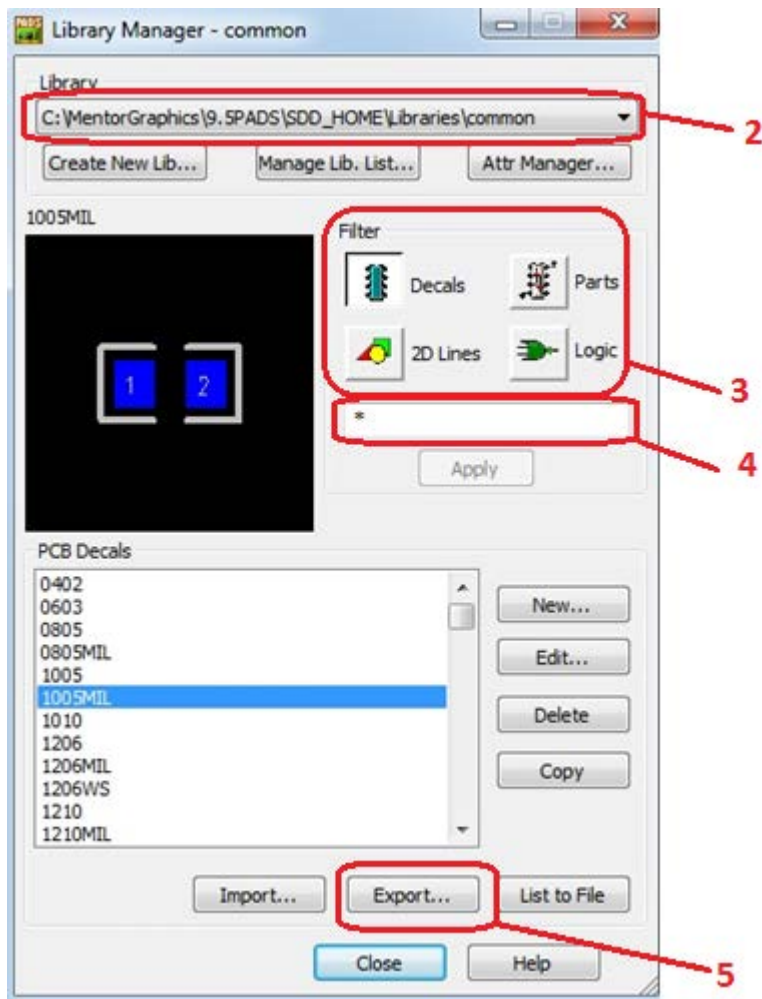 Library Manager - common
Library
C:\MentorGraphics\9.5PADS\SDD_HOME\Libraries\common
2
Create New Lib... Manage Lib. List... Attr Manager...
1005MIL
Filter
Decals Parts
2D Lines Logic
1 2
3
*
4
Apply
PCB Decals
0402
0603
0805
0805MIL
1005
1005MIL
1010
1206
1206MIL
1206WS
1210
1210MIL
New...
Edit...
Delete
Copy
Import... Export... List to File
Close Help
5